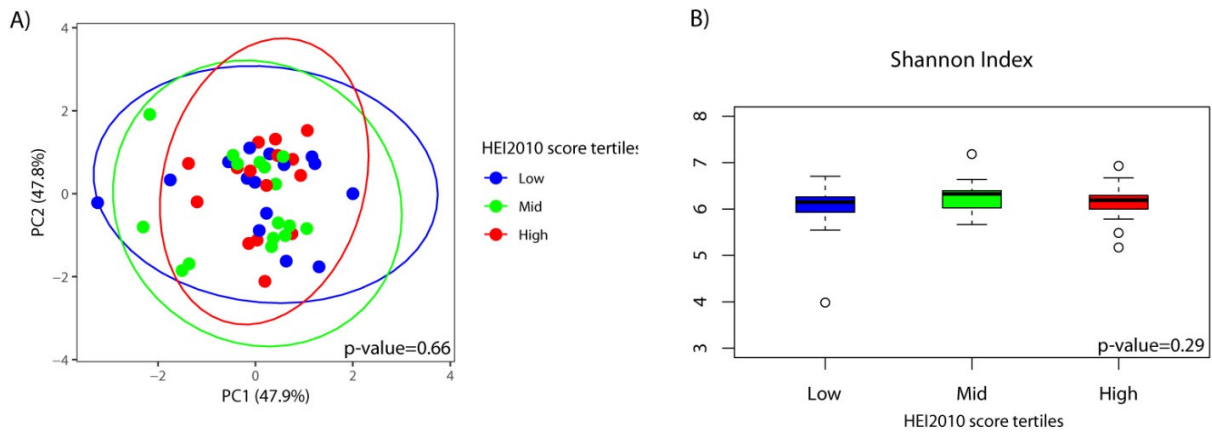 A)
4
2
0
−2
−4
PC2 (47.8%)
−2
0
2
4
PC1 (47.9%)
p-value=0.66
HEI2010 score tertiles
Low
Mid
High
B)
Shannon Index
8
7
6
5
4
3
p-value=0.29
Low
Mid
High
HEI2010 score tertiles